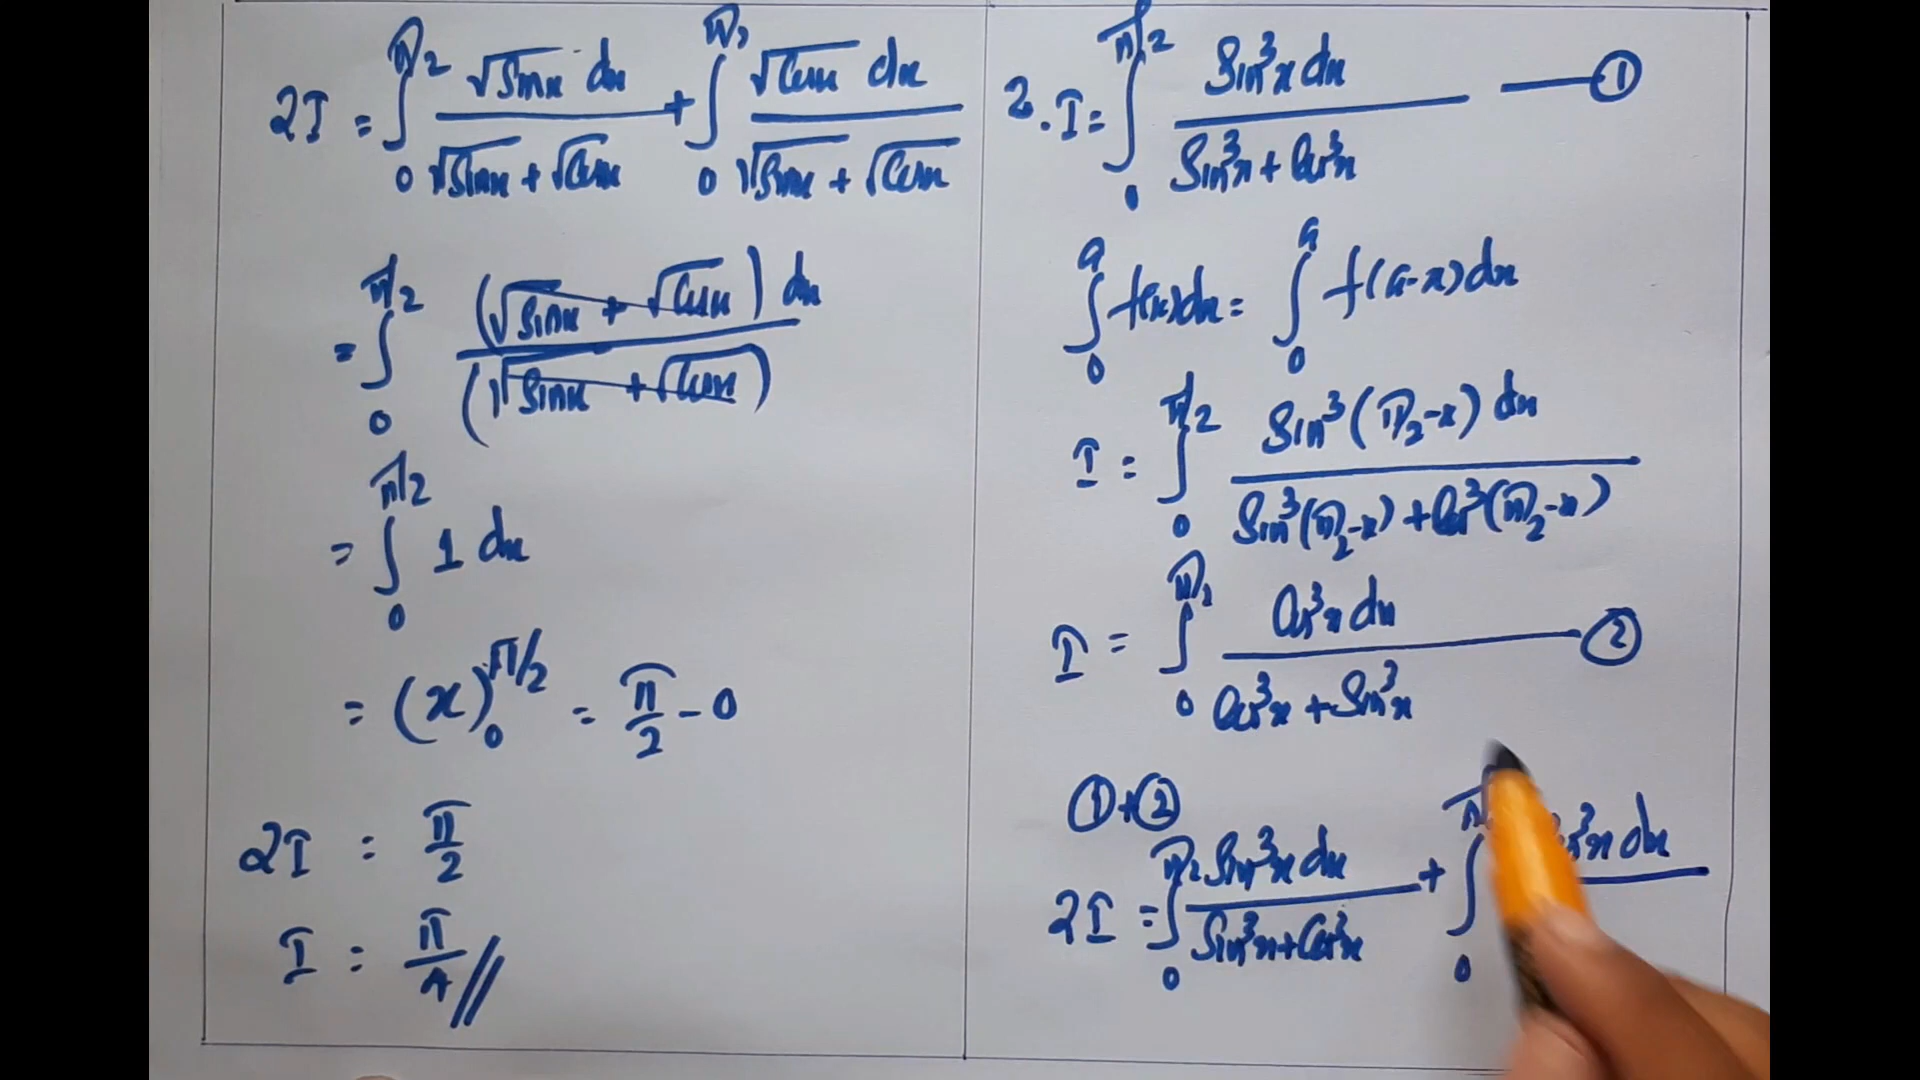 2I = ∫₀^π/2 √sinx dx / √sinx + √cosx + ∫₀^π/2 √cosx dx / √sinx + √cosx
= ∫₀^π/2 (√sinx + √cosx) dx / (√sinx + √cosx)
= ∫₀^π/2 1 dx
= (x)₀^π/2 = π/2 - 0
2I = π/2
I = π/4 //
2. I = ∫₀^π/2 sin³x dx / sin³x + cos³x — ①
∫₀^a f(x)dx = ∫₀^a f(a-x)dx
I = ∫₀^π/2 sin³(π/2-x) dx / sin³(π/2-x) + cos³(π/2-x)
I = ∫₀^π/2 cos³x dx / cos³x + sin³x — ②
① + ②
2I = ∫₀^π/2 sin³x dx / sin³x + cos³x + ∫₀ ³x dx